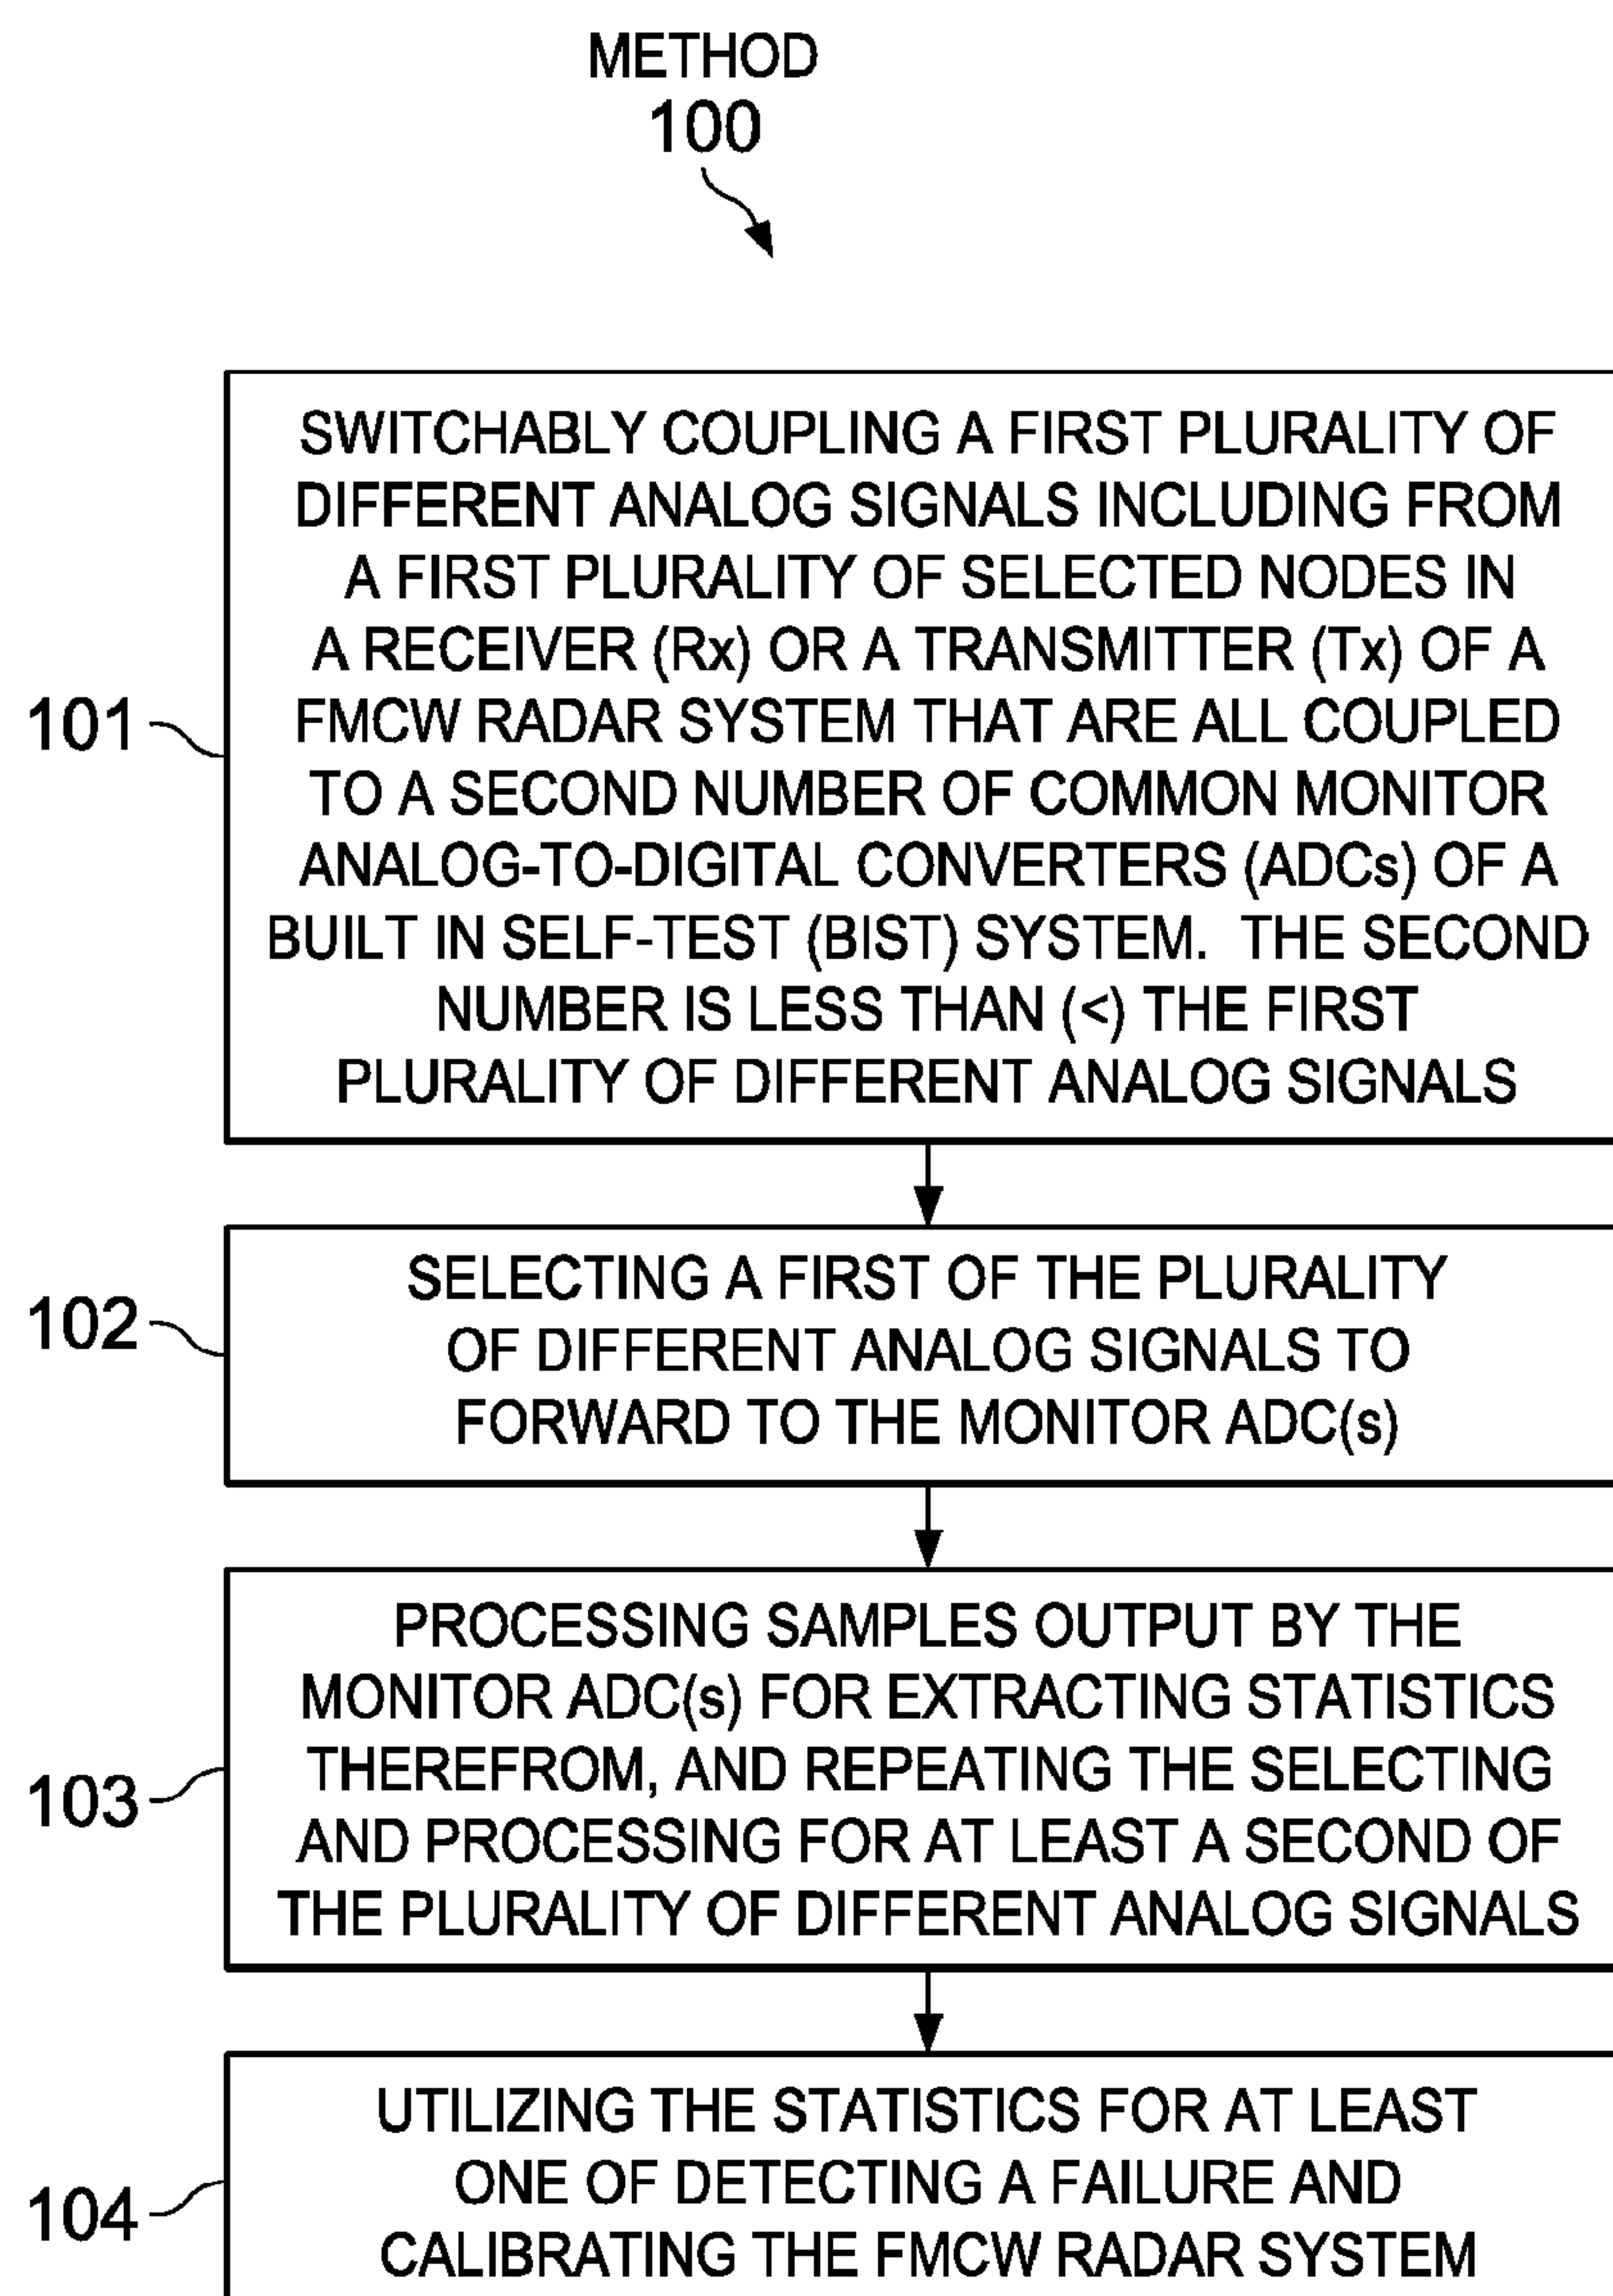 METHOD
100
SWITCHABLY COUPLING A FIRST PLURALITY OF
DIFFERENT ANALOG SIGNALS INCLUDING FROM
A FIRST PLURALITY OF SELECTED NODES IN
A RECEIVER (Rx) OR A TRANSMITTER (Tx) OF A
FMCW RADAR SYSTEM THAT ARE ALL COUPLED
TO A SECOND NUMBER OF COMMON MONITOR
ANALOG-TO-DIGITAL CONVERTERS (ADCs) OF A
BUILT IN SELF-TEST (BIST) SYSTEM. THE SECOND
NUMBER IS LESS THAN (<) THE FIRST
PLURALITY OF DIFFERENT ANALOG SIGNALS
101
SELECTING A FIRST OF THE PLURALITY
OF DIFFERENT ANALOG SIGNALS TO
FORWARD TO THE MONITOR ADC(s)
102
PROCESSING SAMPLES OUTPUT BY THE
MONITOR ADC(s) FOR EXTRACTING STATISTICS
THEREFROM, AND REPEATING THE SELECTING
AND PROCESSING FOR AT LEAST A SECOND OF
THE PLURALITY OF DIFFERENT ANALOG SIGNALS
103
UTILIZING THE STATISTICS FOR AT LEAST
ONE OF DETECTING A FAILURE AND
CALIBRATING THE FMCW RADAR SYSTEM
104